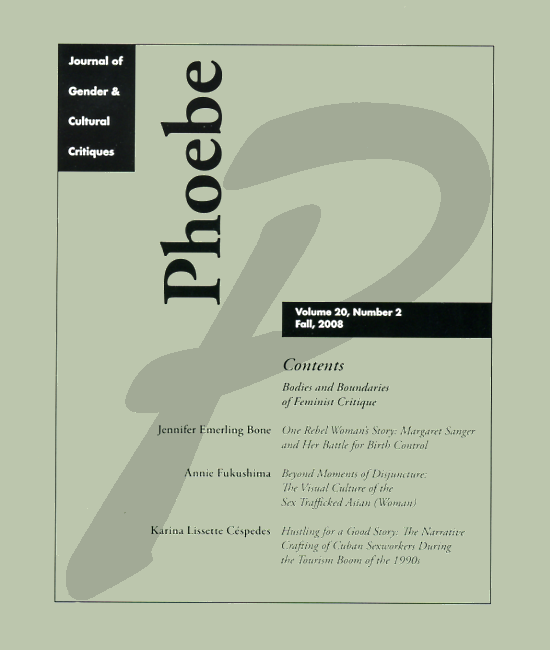 Journal of
Gender &
Cultural
Critiques
Phoebe
P
Volume 20, Number 2
Fall, 2008
Contents
Bodies and Boundaries
of Feminist Critique
Jennifer Emerling Bone
One Rebel Woman's Story: Margaret Sanger
and Her Battle for Birth Control
Annie Fukushima
Beyond Moments of Disjuncture:
The Visual Culture of the
Sex Trafficked Asian (Woman)
Karina Lissette Céspedes
Hustling for a Good Story: The Narrative
Crafting of Cuban Sexworkers During
the Tourism Boom of the 1990s